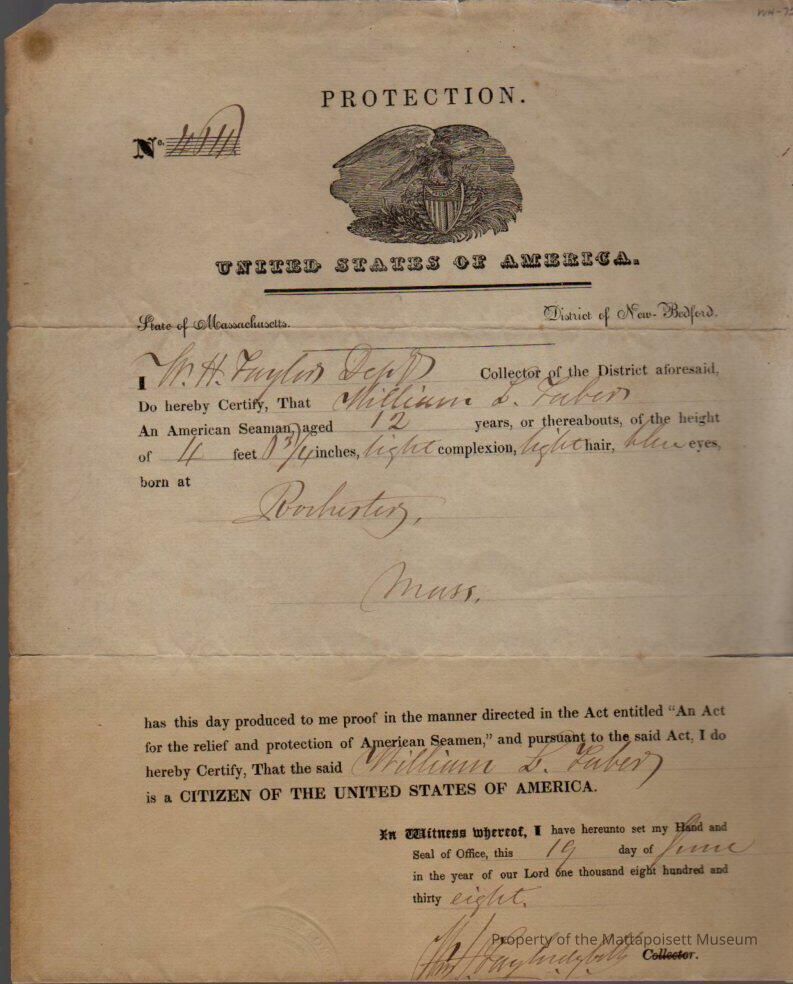 PROTECTION.
No.
UNITED STATES OF AMERICA.
State of Massachusetts. District of New-Bedford.
I W. H. Taylor Depy Collector of the District aforesaid,
Do hereby Certify, That William L. Faber
An American Seaman, aged 12 years, or thereabouts, of the height
of 4 feet 8 3/4 inches, light complexion, light hair, blue eyes,
born at
Rochester,
Mass.
has this day produced to me proof in the manner directed in the Act entitled "An Act
for the relief and protection of American Seamen," and pursuant to the said Act, I do
hereby Certify, That the said William L. Faber
is a CITIZEN OF THE UNITED STATES OF AMERICA.
In Witness whereof, I have hereunto set my Hand and
Seal of Office, this 19 day of June
in the year of our Lord one thousand eight hundred and
thirty eight.
Property of the Mattapoisett Museum
Collector.